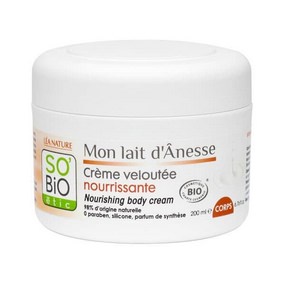 LÉA NATURE
SO'
BiO
étic
Mon lait d'Ânesse
Crème veloutée
nourrissante
Nourishing body cream
98% d'origine naturelle
0 paraben, silicone, parfum de synthèse
BIO
200 ml e
CORPS